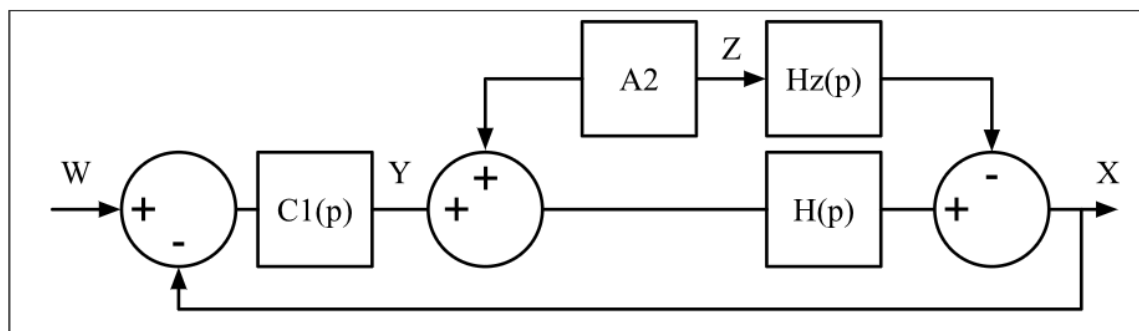 Z
A2
Hz(p)
+
-
W
Y
X
+
C1(p)
+
H(p)
+
-